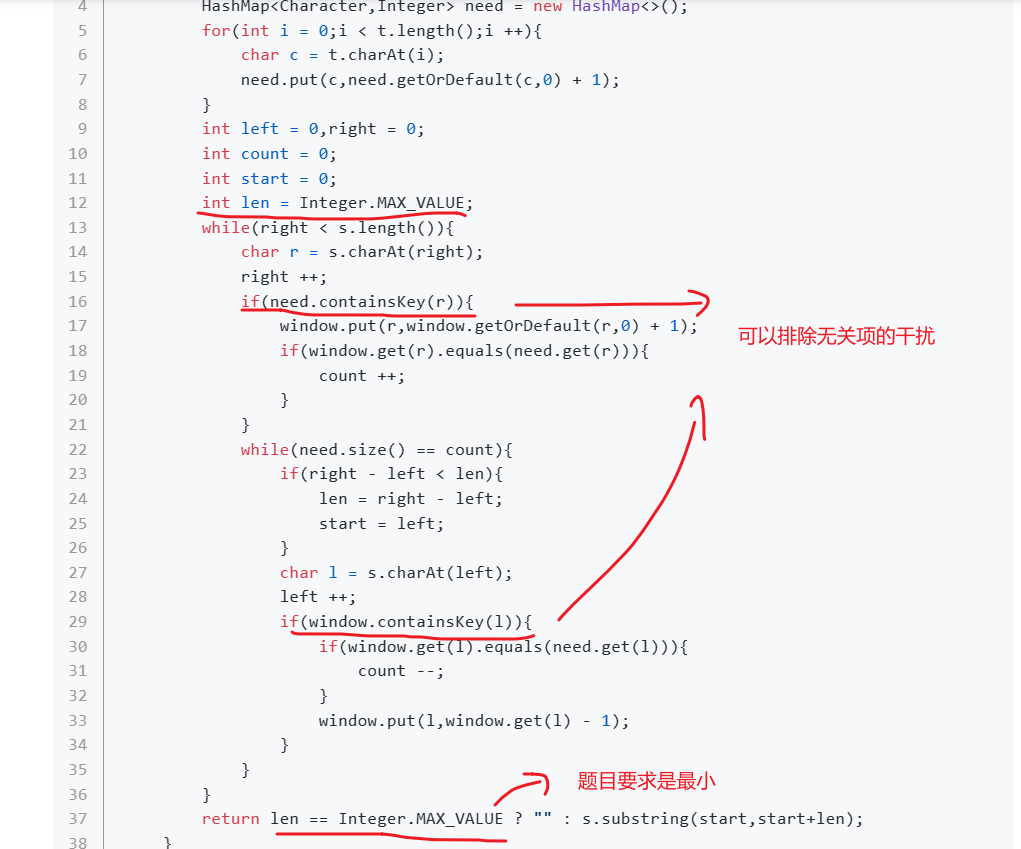 4 HashMap<Character,Integer> need = new HashMap<>();
5 for(int i = 0;i < t.length();i ++){
6 char c = t.charAt(i);
7 need.put(c,need.getOrDefault(c,0) + 1);
8 }
9 int left = 0,right = 0;
10 int count = 0;
11 int start = 0;
12 int len = Integer.MAX_VALUE;
13 while(right < s.length()){
14 char r = s.charAt(right);
15 right ++;
16 if(need.containsKey(r)){
17 window.put(r,window.getOrDefault(r,0) + 1);
可以排除无关项的干扰
18 if(window.get(r).equals(need.get(r))){
19 count ++;
20 }
21 }
22 while(need.size() == count){
23 if(right - left < len){
24 len = right - left;
25 start = left;
26 }
27 char l = s.charAt(left);
28 left ++;
29 if(window.containsKey(l)){
30 if(window.get(l).equals(need.get(l))){
31 count --;
32 }
33 window.put(l,window.get(l) - 1);
34 }
35 }
题目要求是最小
36 }
37 return len == Integer.MAX_VALUE ? "" : s.substring(start,start+len);
38 }